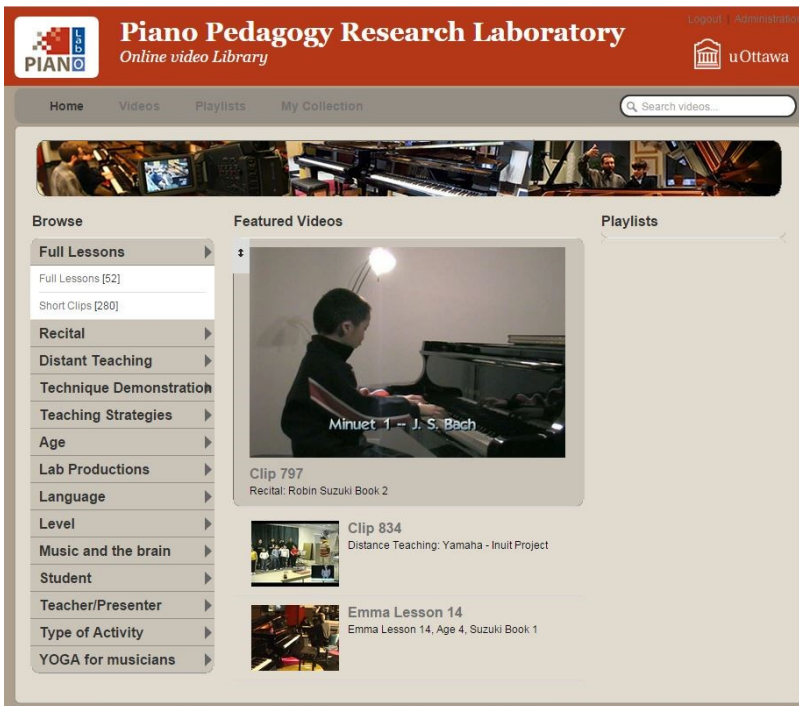 Logout | Administration
PIANO Lab
Piano Pedagogy Research Laboratory
Online video Library
uOttawa
Home Videos Playlists My Collection
Search videos...
Browse
Full Lessons
Full Lessons [52]
Short Clips [280]
Recital
Distant Teaching
Technique Demonstration
Teaching Strategies
Age
Lab Productions
Language
Level
Music and the brain
Student
Teacher/Presenter
Type of Activity
YOGA for musicians
Featured Videos
Minuet 1 -- J. S. Bach
Clip 797
Recital: Robin Suzuki Book 2
Clip 834
Distance Teaching: Yamaha - Inuit Project
Emma Lesson 14
Emma Lesson 14, Age 4, Suzuki Book 1
Playlists